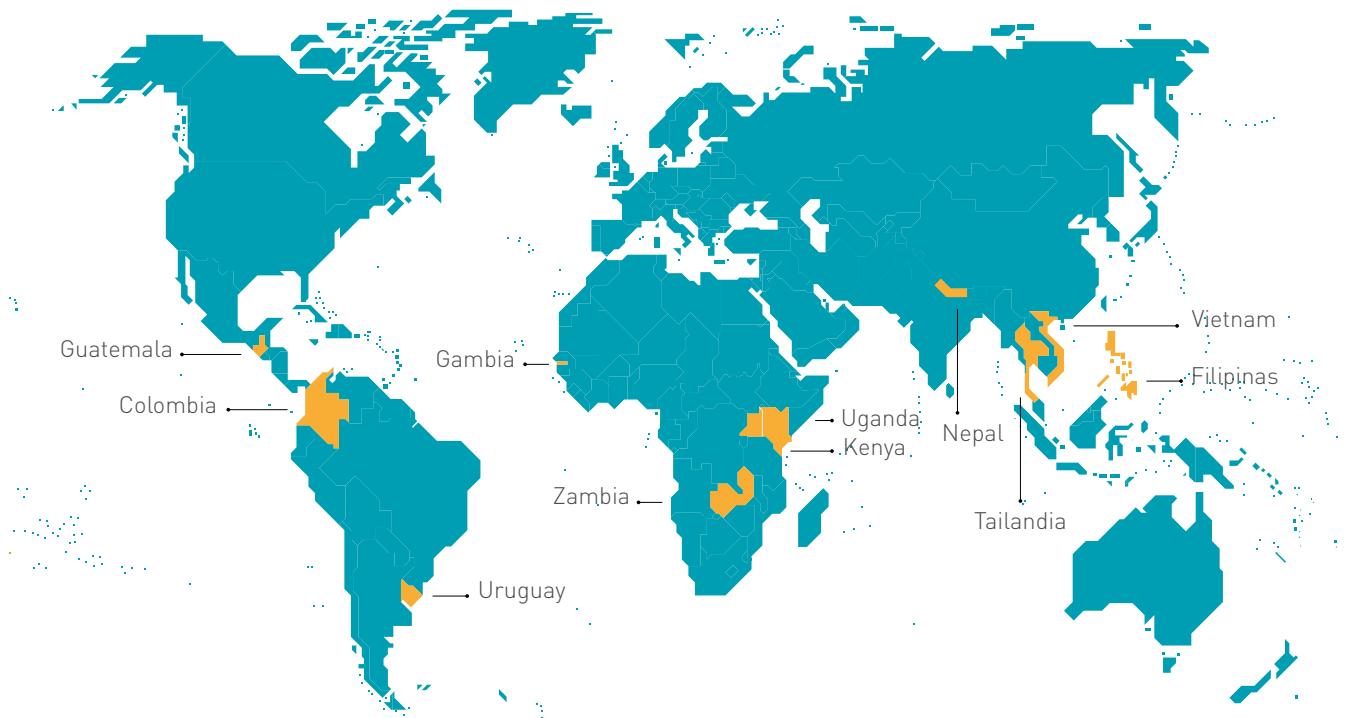 Vietnam
Guatemala
Gambia
Filipinas
Colombia
Uganda
Nepal
Kenya
Zambia
Tailandia
Uruguay